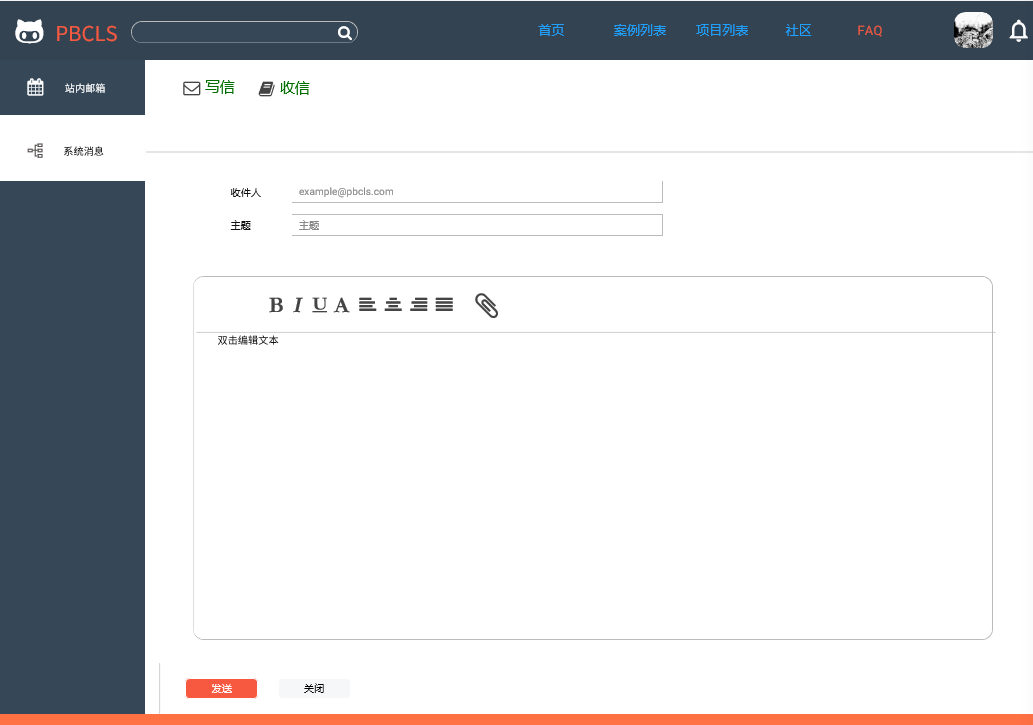 PBCLS 首页 案例列表 项目列表 社区 FAQ
站内邮箱
写信 收信
系统消息
收件人 example@pbcls.com
主题 主题
B I U A
双击编辑文本
发送 关闭